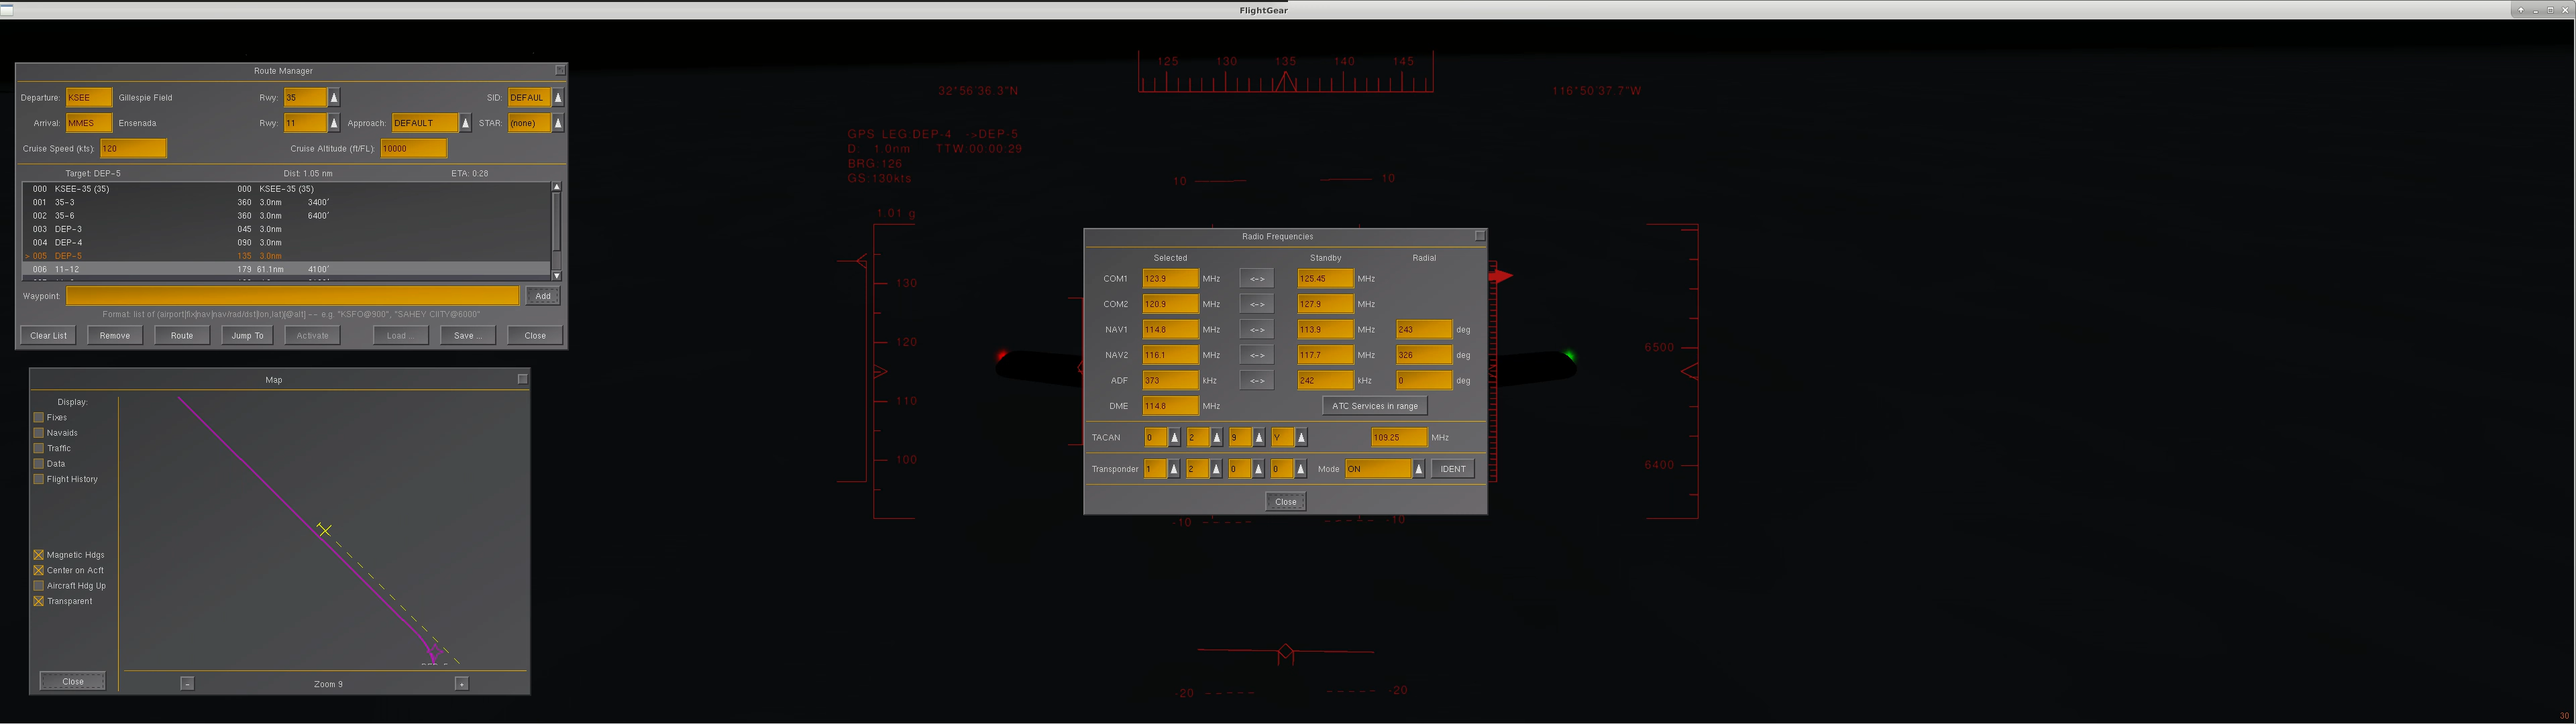 FlightGear
Route Manager
Departure: KSEE Gillespie Field Rwy: 35 SID: DEFAUL
Arrival: MMES Ensenada Rwy: 11 Approach: DEFAULT STAR: (none)
Cruise Speed (kts): 120 Cruise Altitude (ft/FL): 10000
Target: DEP-5 Dist: 1.05 nm ETA: 0:28
000 KSEE-35 (35) 000 KSEE-35 (35)
001 35-3 360 3.0nm 3400'
002 35-6 360 3.0nm 6400'
003 DEP-3 045 3.0nm
004 DEP-4 090 3.0nm
> 005 DEP-5 135 3.0nm
006 11-12 179 61.1nm 4100'
Waypoint: Add
Format: list of (airport|fix|nav|nav/rad/dst|lon,lat)[@alt] -- e.g. "KSFO@900", "SAHEY CIITY@6000"
Clear List Remove Route Jump To Activate Load ... Save ... Close
Map
Display:
Fixes
Navaids
Traffic
Data
Flight History
Magnetic Hdgs
Center on Acft
Aircraft Hdg Up
Transparent
Close
- Zoom 9 +
125 130 135 140 145
32°56'36.3"N
116°50'37.7"W
GPS LEG DEP-4 ->DEP-5
D 1.0nm TTW:00:00:29
BRG:126
GS:130kts
10 10
1.01 g
130
120
110
100
Radio Frequencies
Selected Standby Radial
COM1 123.9 MHz <-> 125.45 MHz
COM2 120.9 MHz <-> 127.9 MHz
NAV1 114.8 MHz <-> 113.9 MHz 243 deg
NAV2 116.1 MHz <-> 117.7 MHz 326 deg
ADF 373 kHz <-> 242 kHz 0 deg
DME 114.8 MHz ATC Services in range
TACAN 0 2 9 Y 109.25 MHz
Transponder 1 2 0 0 Mode ON IDENT
Close
6500
6400
-10 -10
-20 -20
30